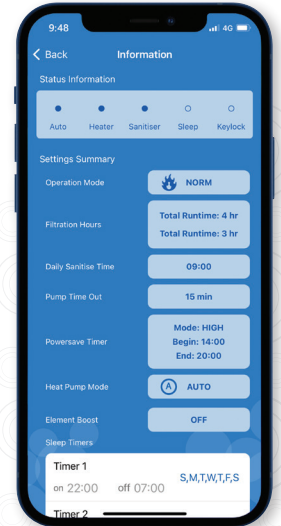 9:48
4G
Back Information
Status Information
Auto Heater Sanitiser Sleep Keylock
Settings Summary
Operation Mode NORM
Filtration Hours
Total Runtime: 4 hr
Total Runtime: 3 hr
Daily Sanitise Time 09:00
Pump Time Out 15 min
Powersave Timer
Mode: HIGH
Begin: 14:00
End: 20:00
Heat Pump Mode A AUTO
Element Boost OFF
Sleep Timers
Timer 1
on 22:00 off 07:00 S,M,T,W,T,F,S
Timer 2